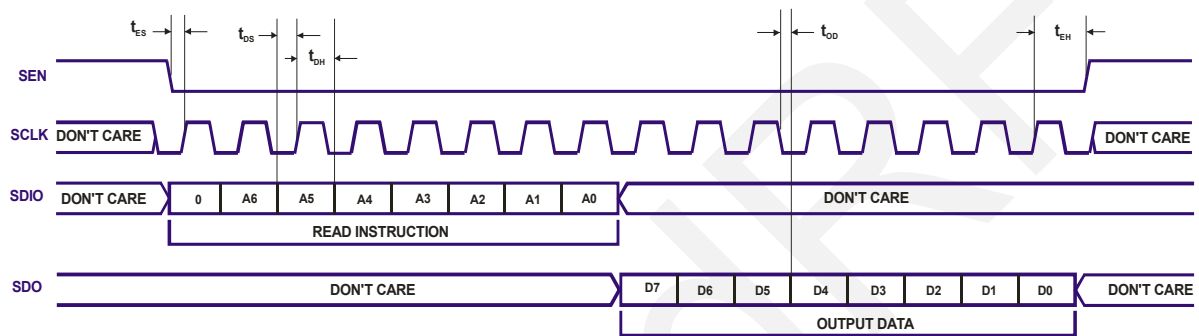 tES tDS tDH tOD tEH
SEN
SCLK DON'T CARE DON'T CARE
SDIO DON'T CARE 0 A6 A5 A4 A3 A2 A1 A0 DON'T CARE
READ INSTRUCTION
SDO DON'T CARE D7 D6 D5 D4 D3 D2 D1 D0 DON'T CARE
OUTPUT DATA